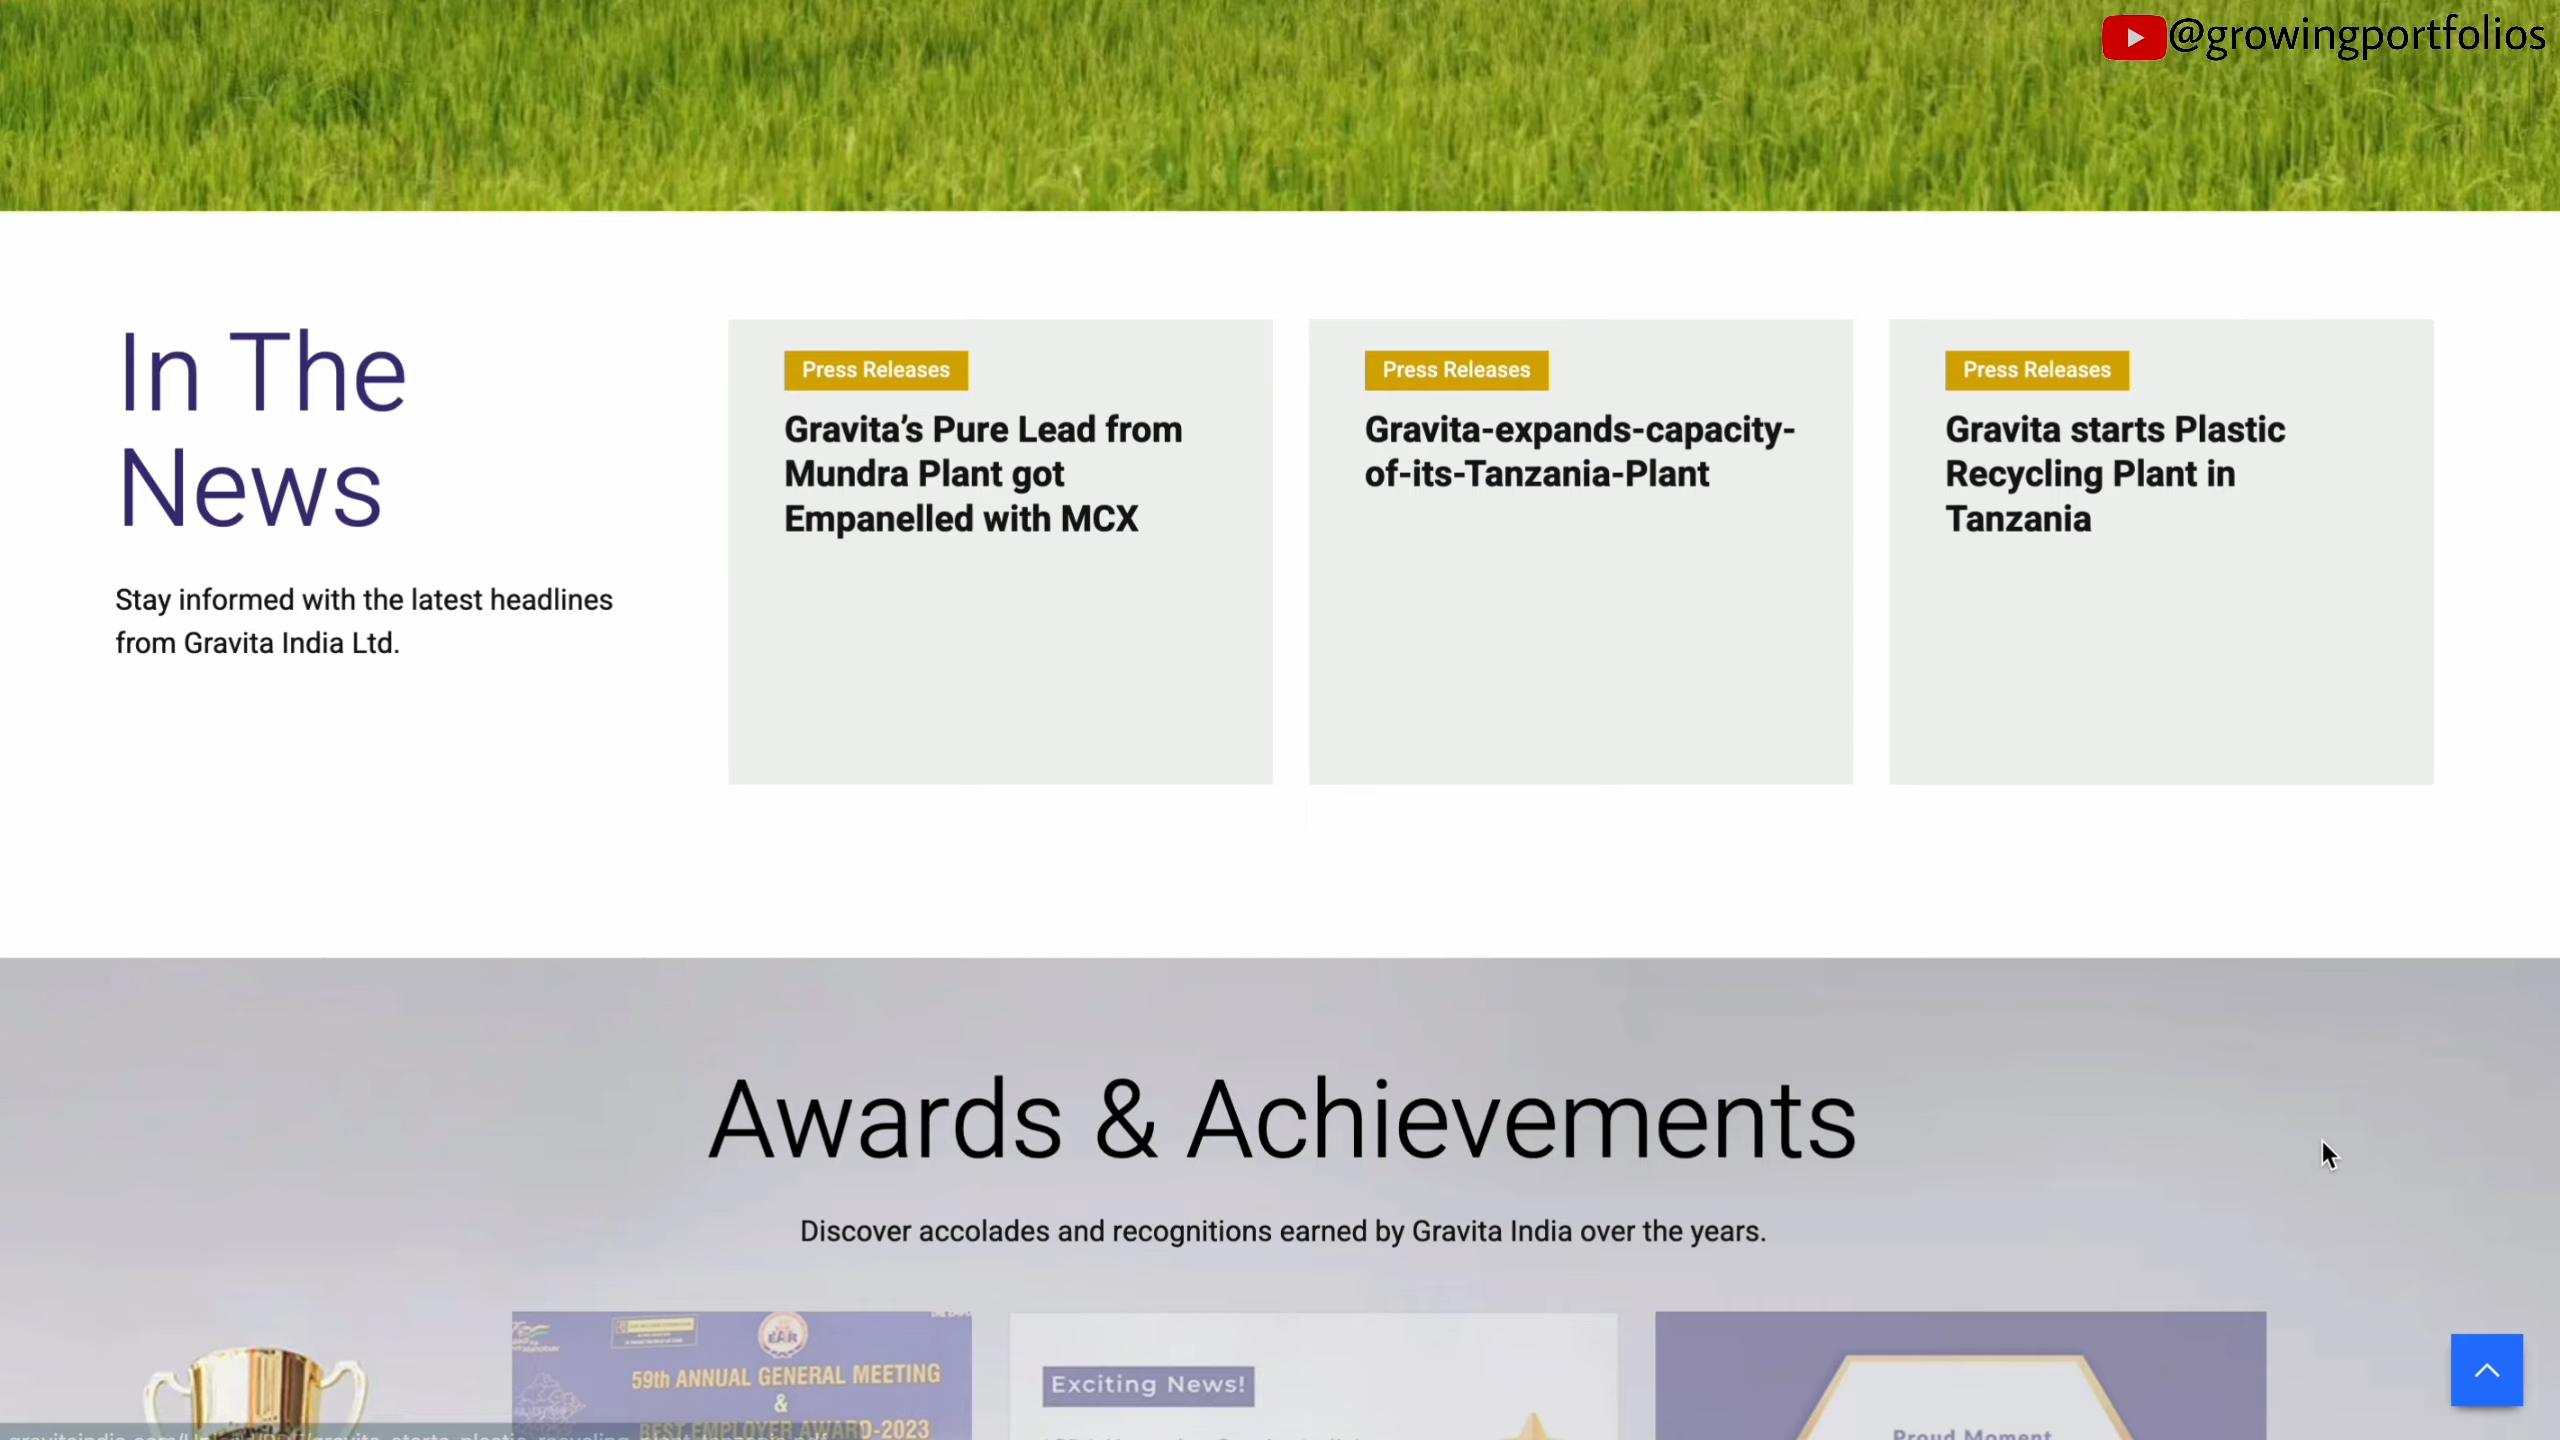 @growingportfolios
In The
News
Stay informed with the latest headlines
from Gravita India Ltd.
Press Releases
Gravita’s Pure Lead from
Mundra Plant got
Empanelled with MCX
Press Releases
Gravita-expands-capacity-
of-its-Tanzania-Plant
Press Releases
Gravita starts Plastic
Recycling Plant in
Tanzania
Awards & Achievements
Discover accolades and recognitions earned by Gravita India over the years.
EAR
59th ANNUAL GENERAL MEETING
&
BEST EMPLOYER AWARD-2023
Exciting News!
Proud Moment